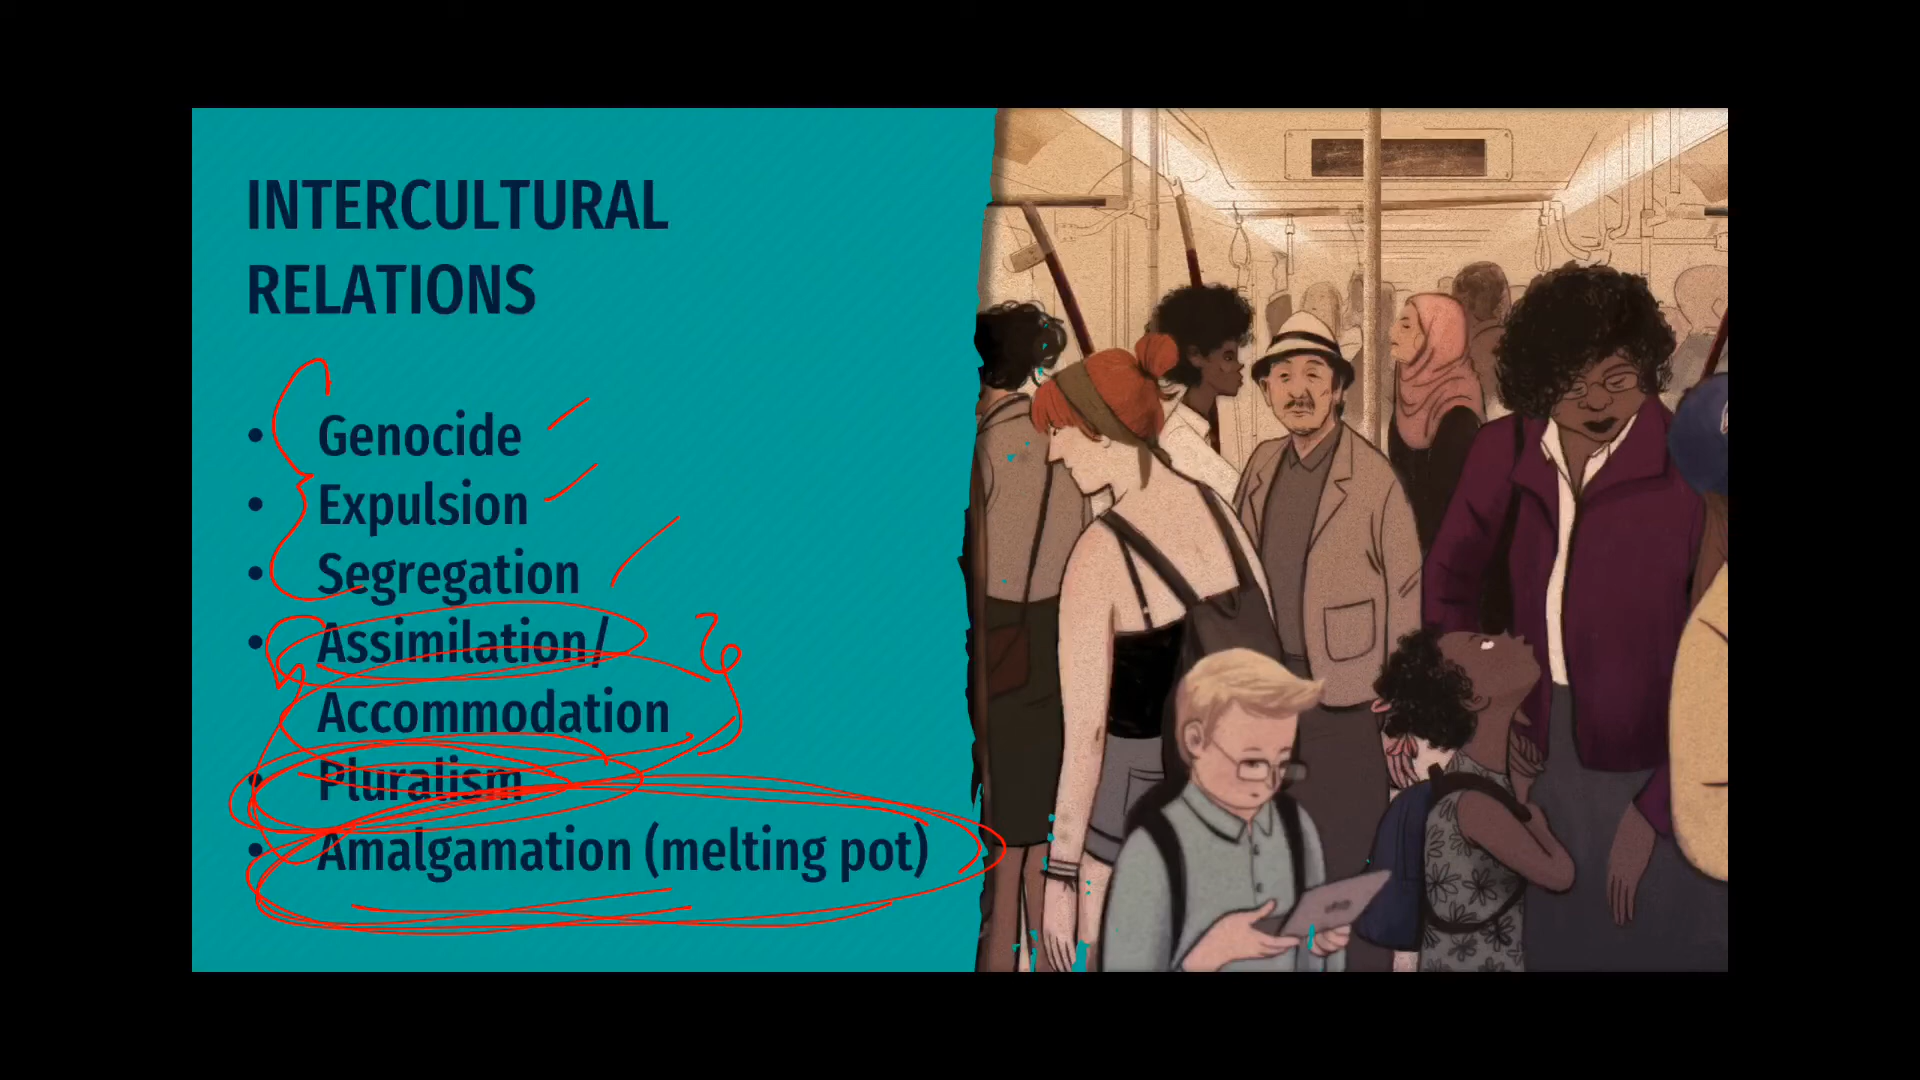 INTERCULTURAL
RELATIONS
• Genocide
• Expulsion
• Segregation
• Assimilation/
Accommodation
• Pluralism
• Amalgamation (melting pot)